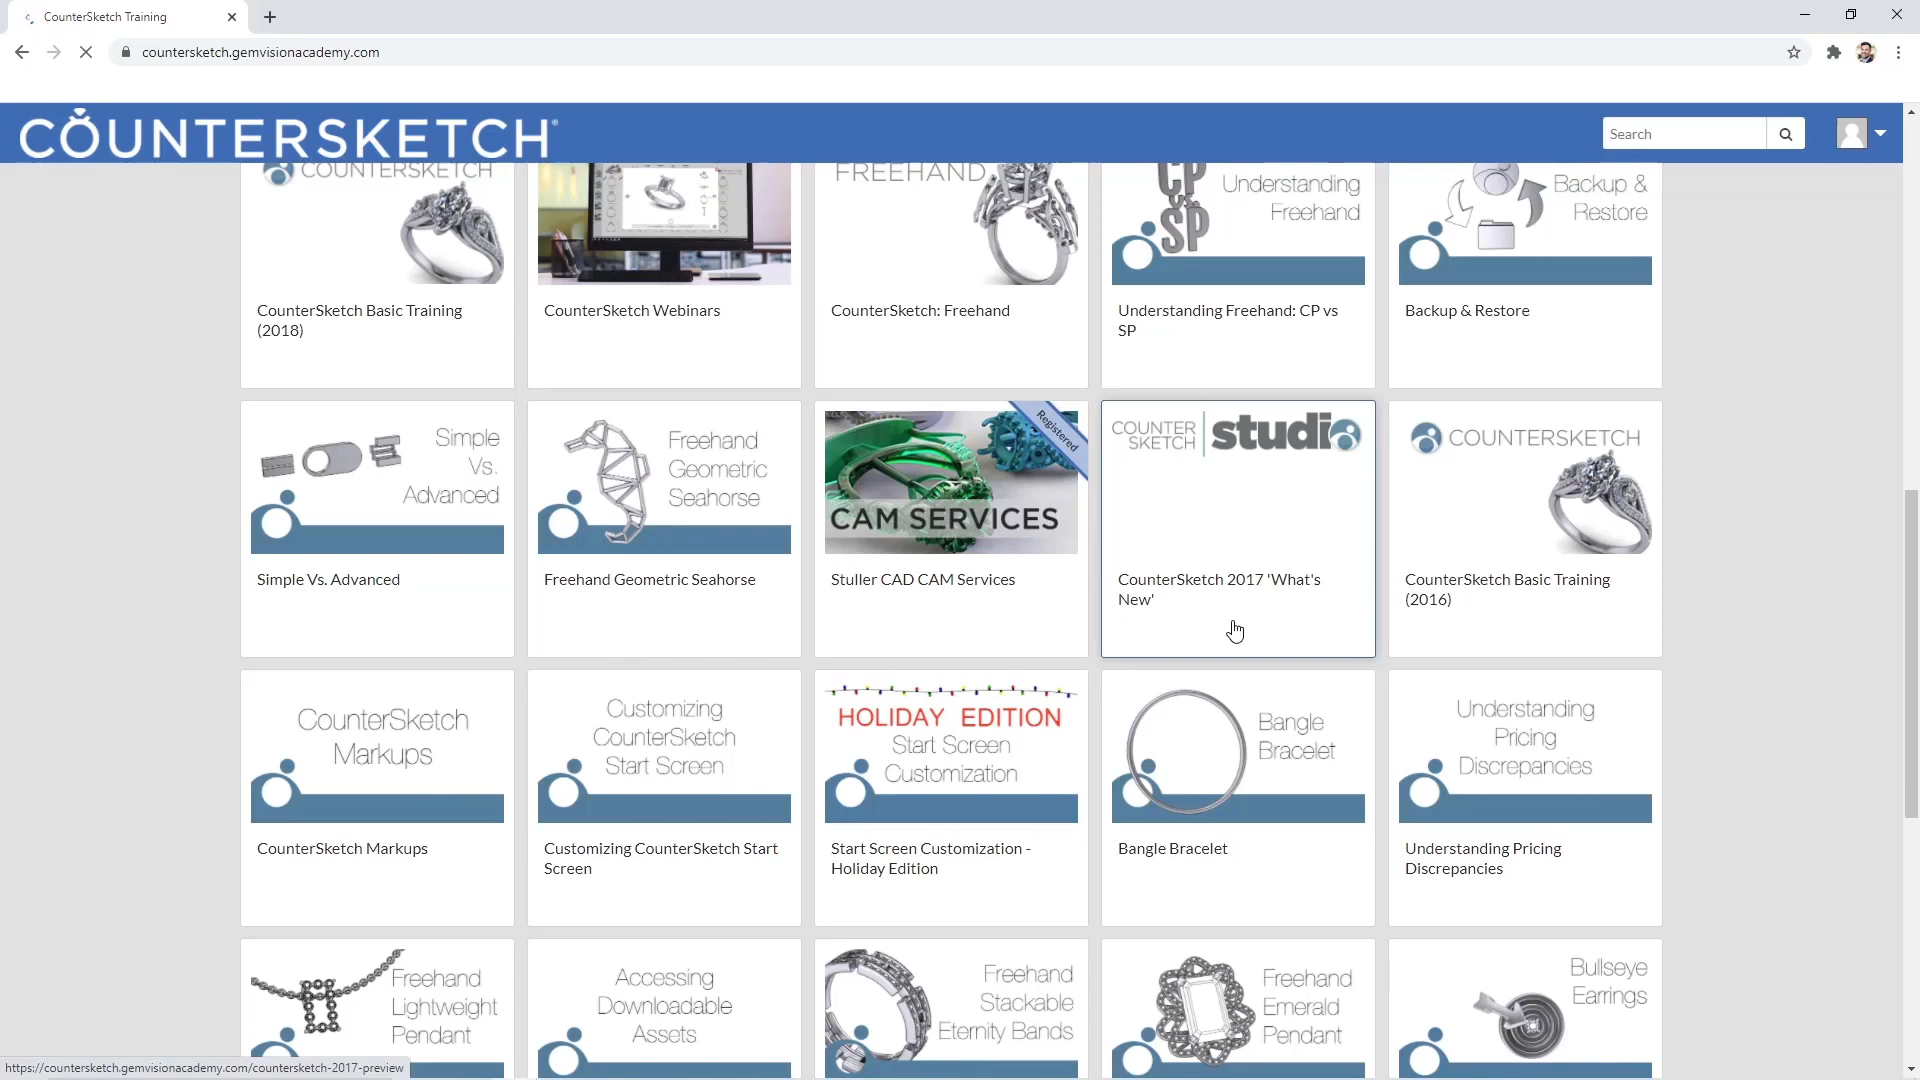 CounterSketch Training
countersketch.gemvisionacademy.com
COUNTERSKETCH®
Search
COUNTERSKETCH
CounterSketch Basic Training
(2018)
CounterSketch Webinars
FREEHAND
CounterSketch: Freehand
CP
vs
SP
Understanding
Freehand
Understanding Freehand: CP vs
SP
Backup &
Restore
Backup & Restore
Simple
Vs.
Advanced
Simple Vs. Advanced
Freehand
Geometric
Seahorse
Freehand Geometric Seahorse
Registered
CAM SERVICES
Stuller CAD CAM Services
COUNTER
SKETCH
studio
CounterSketch 2017 'What's
New'
COUNTERSKETCH
CounterSketch Basic Training
(2016)
CounterSketch
Markups
CounterSketch Markups
Customizing
CounterSketch
Start Screen
Customizing CounterSketch Start
Screen
HOLIDAY EDITION
Start Screen
Customization
Start Screen Customization -
Holiday Edition
Bangle
Bracelet
Bangle Bracelet
Understanding
Pricing
Discrepancies
Understanding Pricing
Discrepancies
Freehand
Lightweight
Pendant
Accessing
Downloadable
Assets
Freehand
Stackable
Eternity Bands
Freehand
Emerald
Pendant
Bullseye
Earrings
https://countersketch.gemvisionacademy.com/countersketch-2017-preview